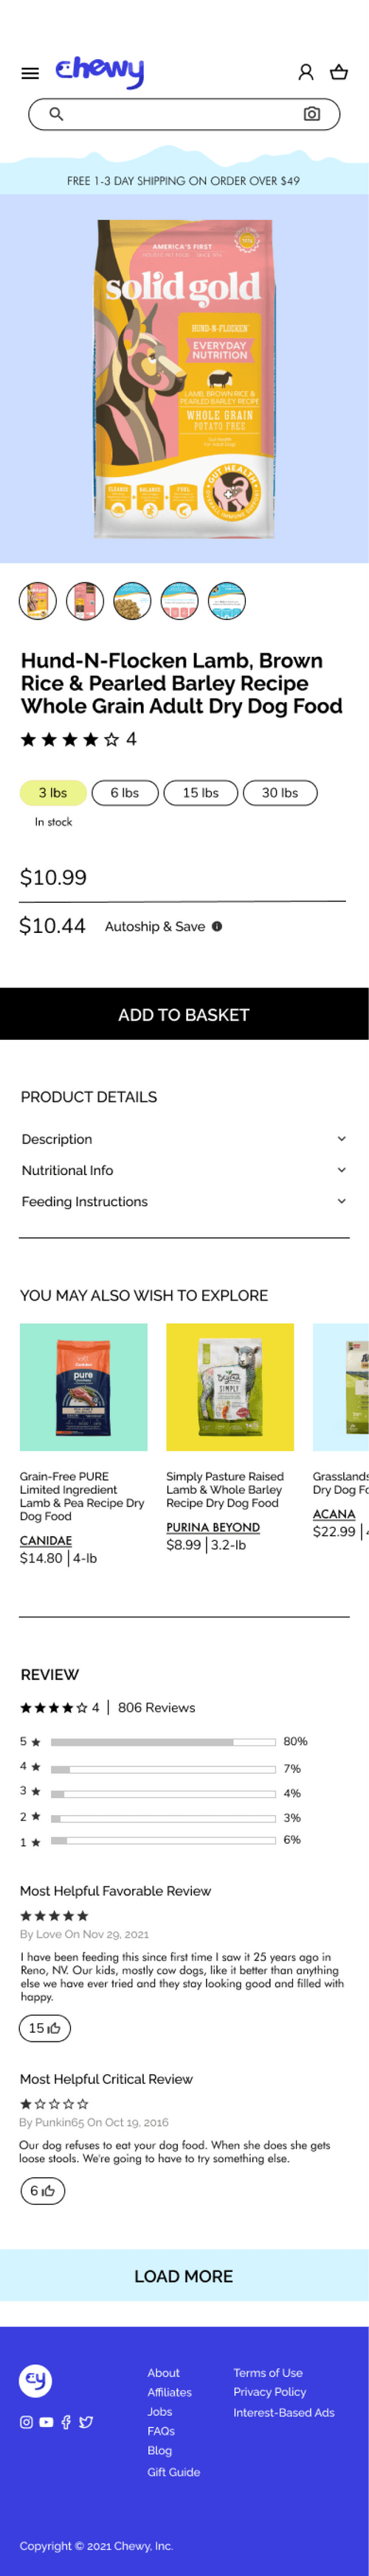 chewy
FREE 1-3 DAY SHIPPING ON ORDER OVER $49
AMERICA'S FIRST
solid gold
HUND-N-FLOCKEN
EVERYDAY
NUTRITION
LAMB, BROWN RICE &
PEARLED BARLEY RECIPE
WHOLE GRAIN
POTATO FREE
GUT HEALTH
Hund-N-Flocken Lamb, Brown
Rice & Pearled Barley Recipe
Whole Grain Adult Dry Dog Food
4
3 lbs 6 lbs 15 lbs 30 lbs
In stock
$10.99
$10.44 Autoship & Save
ADD TO BASKET
PRODUCT DETAILS
Description
Nutritional Info
Feeding Instructions
YOU MAY ALSO WISH TO EXPLORE
pure
Beyond
SIMPLY
Grain-Free PURE
Limited Ingredient
Lamb & Pea Recipe Dry
Dog Food
CANIDAE
$14.80 | 4-lb
Simply Pasture Raised
Lamb & Whole Barley
Recipe Dry Dog Food
PURINA BEYOND
$8.99 | 3.2-lb
Grasslands
Dry Dog Fo
ACANA
$22.99 |
REVIEW
4 | 806 Reviews
5 80%
4 7%
3 4%
2 3%
1 6%
Most Helpful Favorable Review
By Love On Nov 29, 2021
I have been feeding this since first time I saw it 25 years ago in
Reno, NV. Our kids, mostly cow dogs, like it better than anything
else we have ever tried and they stay looking good and filled with
happy.
15
Most Helpful Critical Review
By Punkin65 On Oct 19, 2016
Our dog refuses to eat your dog food. When she does she gets
loose stools. We're going to have to try something else.
6
LOAD MORE
cy
About
Affiliates
Jobs
FAQs
Blog
Gift Guide
Terms of Use
Privacy Policy
Interest-Based Ads
Copyright © 2021 Chewy, Inc.